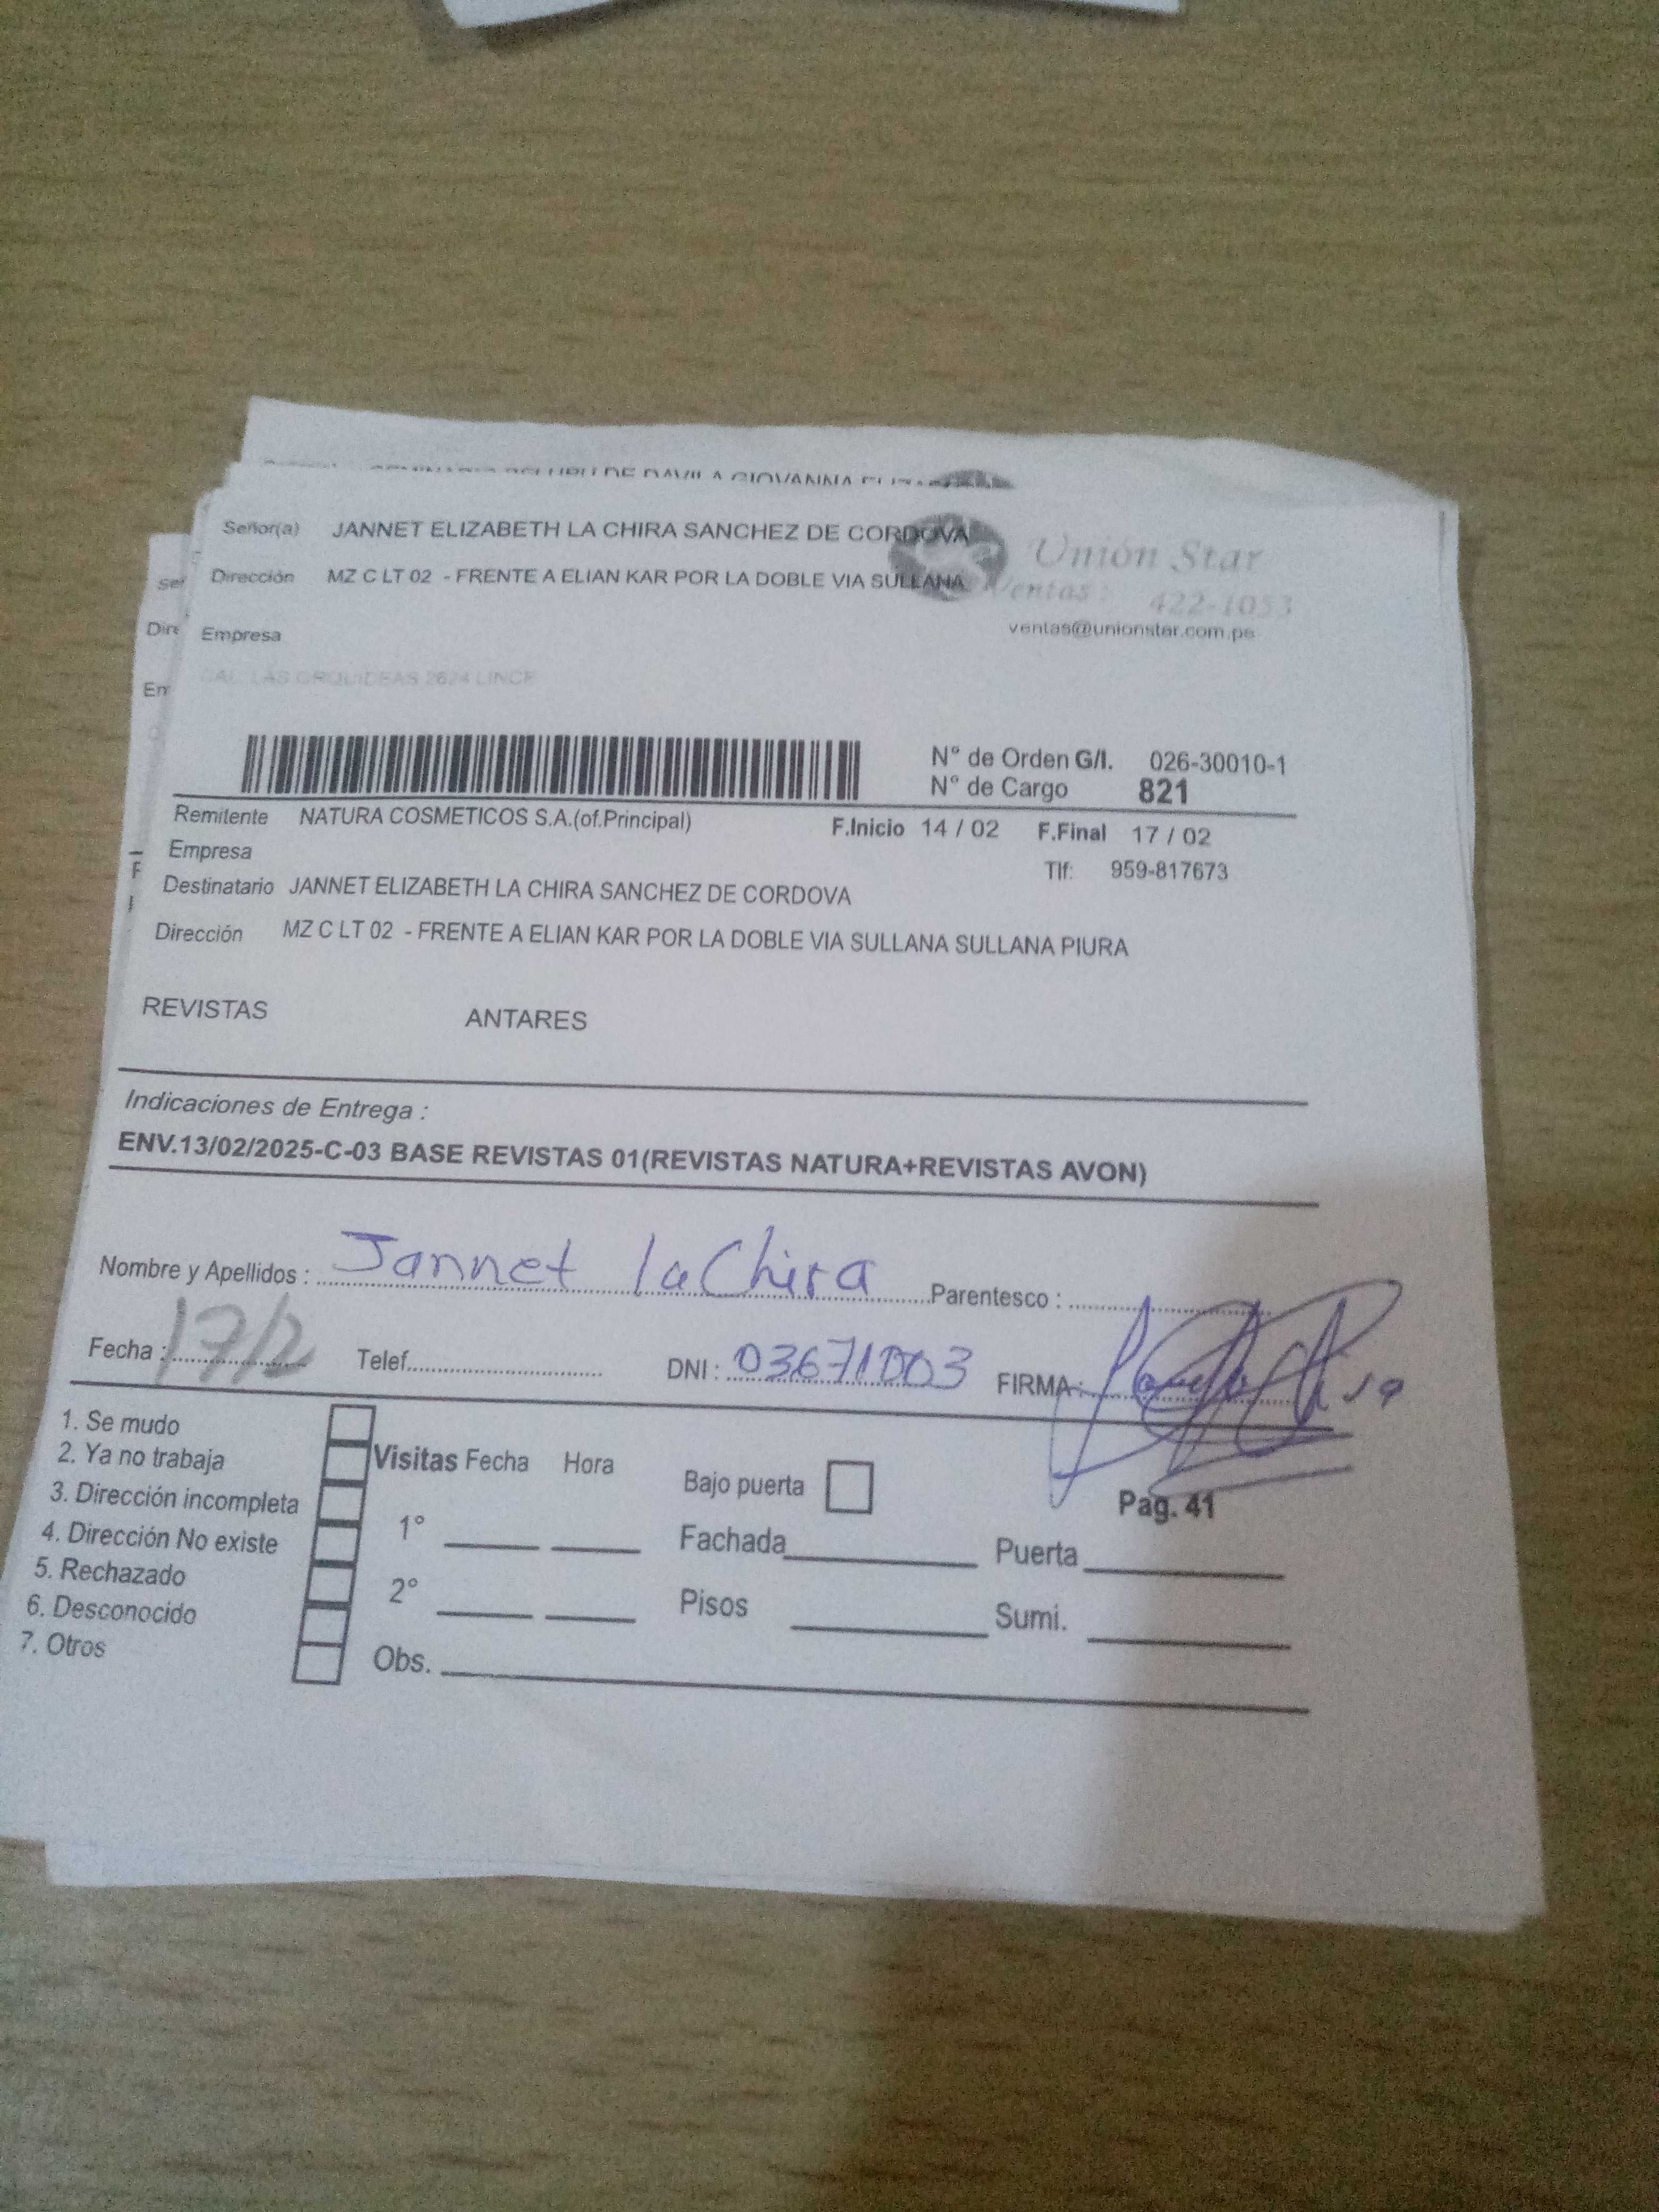 Señor(a) JANNET ELIZABETH LA CHIRA SANCHEZ DE CORDOVA
Unión Star
Dirección MZ C LT 02 - FRENTE A ELIAN KAR POR LA DOBLE VIA SULLANA
Ventas: 422-1053
Empresa
ventas@unionstar.com.pe
CAL. LAS ORQUIDEAS 2624 LINCE
N° de Orden G/I. 026-30010-1
N° de Cargo 821
Remitente NATURA COSMETICOS S.A.(of.Principal)
F.Inicio 14 / 02 F.Final 17 / 02
Empresa
Tlf: 959-817673
Destinatario JANNET ELIZABETH LA CHIRA SANCHEZ DE CORDOVA
Dirección MZ C LT 02 - FRENTE A ELIAN KAR POR LA DOBLE VIA SULLANA SULLANA PIURA
REVISTAS ANTARES
Indicaciones de Entrega :
ENV.13/02/2025-C-03 BASE REVISTAS 01(REVISTAS NATURA+REVISTAS AVON)
Nombre y Apellidos : Jannet la Chira Parentesco :
Fecha : 17/2 Telef. DNI : 03671003 FIRMA:
1. Se mudo
2. Ya no trabaja
3. Dirección incompleta
4. Dirección No existe
5. Rechazado
6. Desconocido
7. Otros
Visitas Fecha Hora
1°
2°
Obs.
Bajo puerta
Pag. 41
Fachada Puerta
Pisos Sumi.